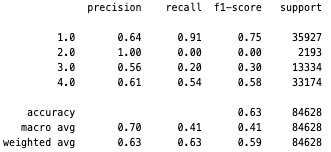 precision recall f1-score support
1.0 0.64 0.91 0.75 35927
2.0 1.00 0.00 0.00 2193
3.0 0.56 0.20 0.30 13334
4.0 0.61 0.54 0.58 33174
accuracy 0.63 84628
macro avg 0.70 0.41 0.41 84628
weighted avg 0.63 0.63 0.59 84628